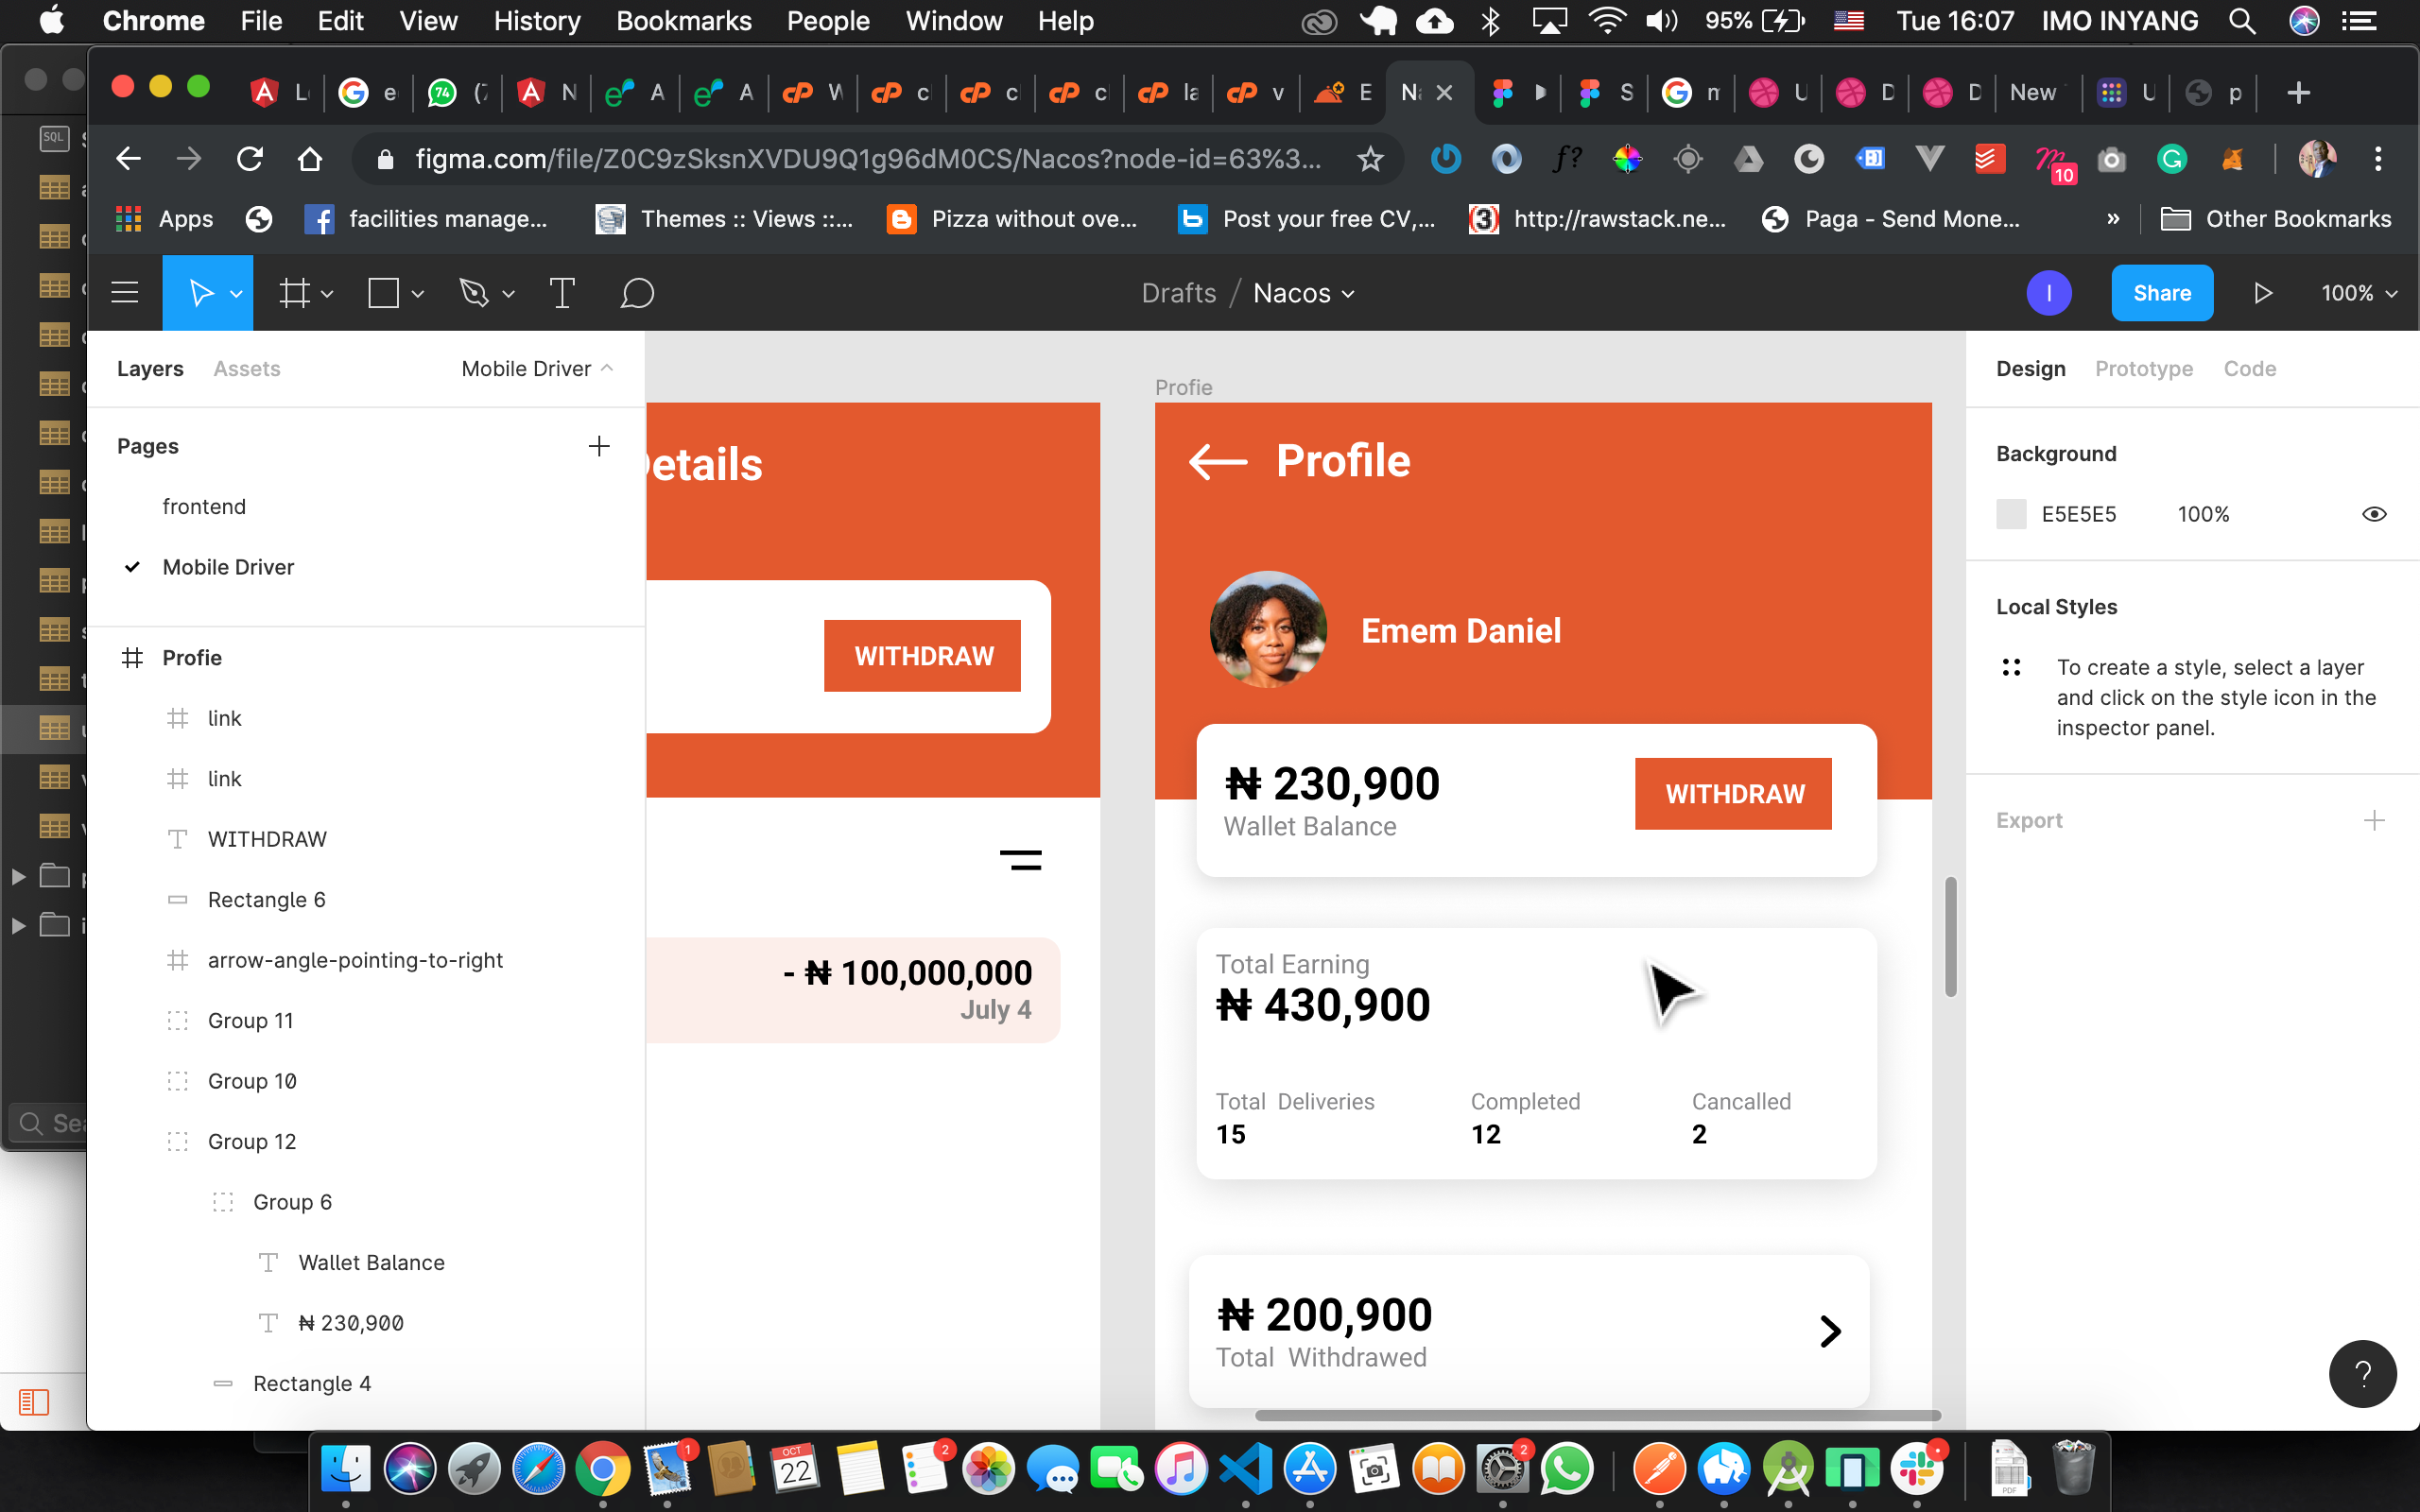 Chrome File Edit View History Bookmarks People Window Help 95% Tue 16:07 IMO INYANG
figma.com/file/Z0C9zSksnXVDU9Q1g96dM0CS/Nacos?node-id=63%3...
10
Apps facilities manage... Themes :: Views ::... Pizza without ove... Post your free CV,... http://rawstack.ne... Paga - Send Mone... » Other Bookmarks
Drafts / Nacos
I
Share
100%
Layers Assets Mobile Driver
Pages
frontend
Mobile Driver
Profie
link
link
WITHDRAW
Rectangle 6
arrow-angle-pointing-to-right
Group 11
Group 10
Group 12
Group 6
Wallet Balance
₦ 230,900
Rectangle 4
etails
WITHDRAW
- ₦ 100,000,000
July 4
Profie
Profile
Emem Daniel
₦ 230,900
Wallet Balance
WITHDRAW
Total Earning
₦ 430,900
Total Deliveries Completed Cancalled
15 12 2
₦ 200,900
Total Withdrawed
Design Prototype Code
Background
E5E5E5 100%
Local Styles
To create a style, select a layer
and click on the style icon in the
inspector panel.
Export
?
OCT
22